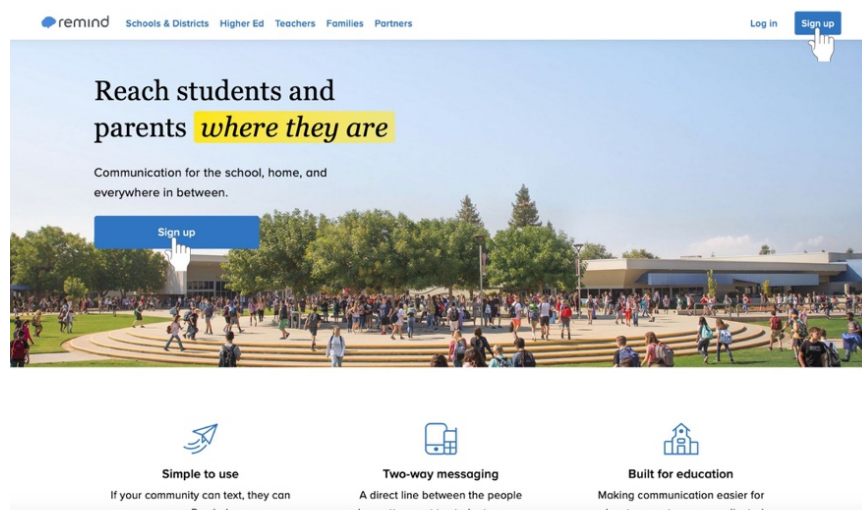 remind Schools & Districts Higher Ed Teachers Families Partners Log in Sign up
Reach students and
parents where they are
Communication for the school, home, and
everywhere in between.
Sign up
Simple to use Two-way messaging Built for education
If your community can text, they can A direct line between the people Making communication easier for